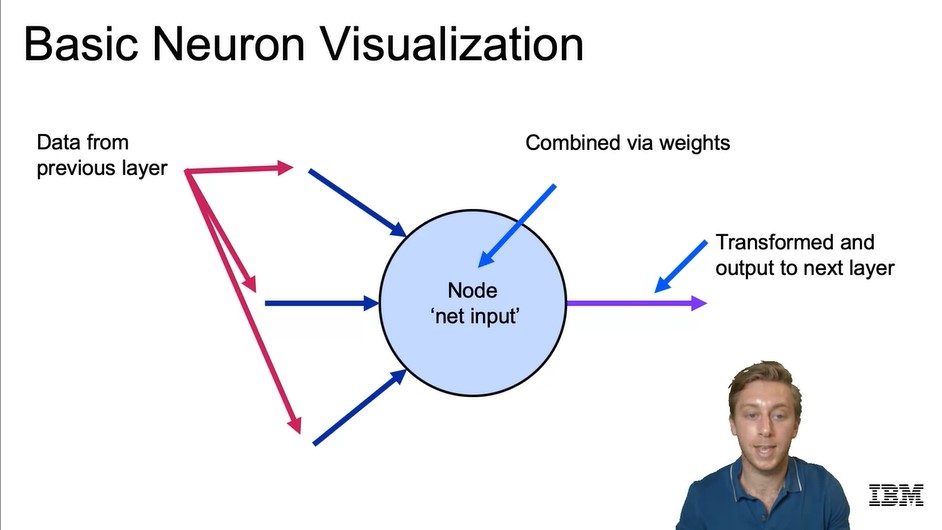 Basic Neuron Visualization
Data from
previous layer
Combined via weights
Transformed and
output to next layer
Node
‘net input’
IBM